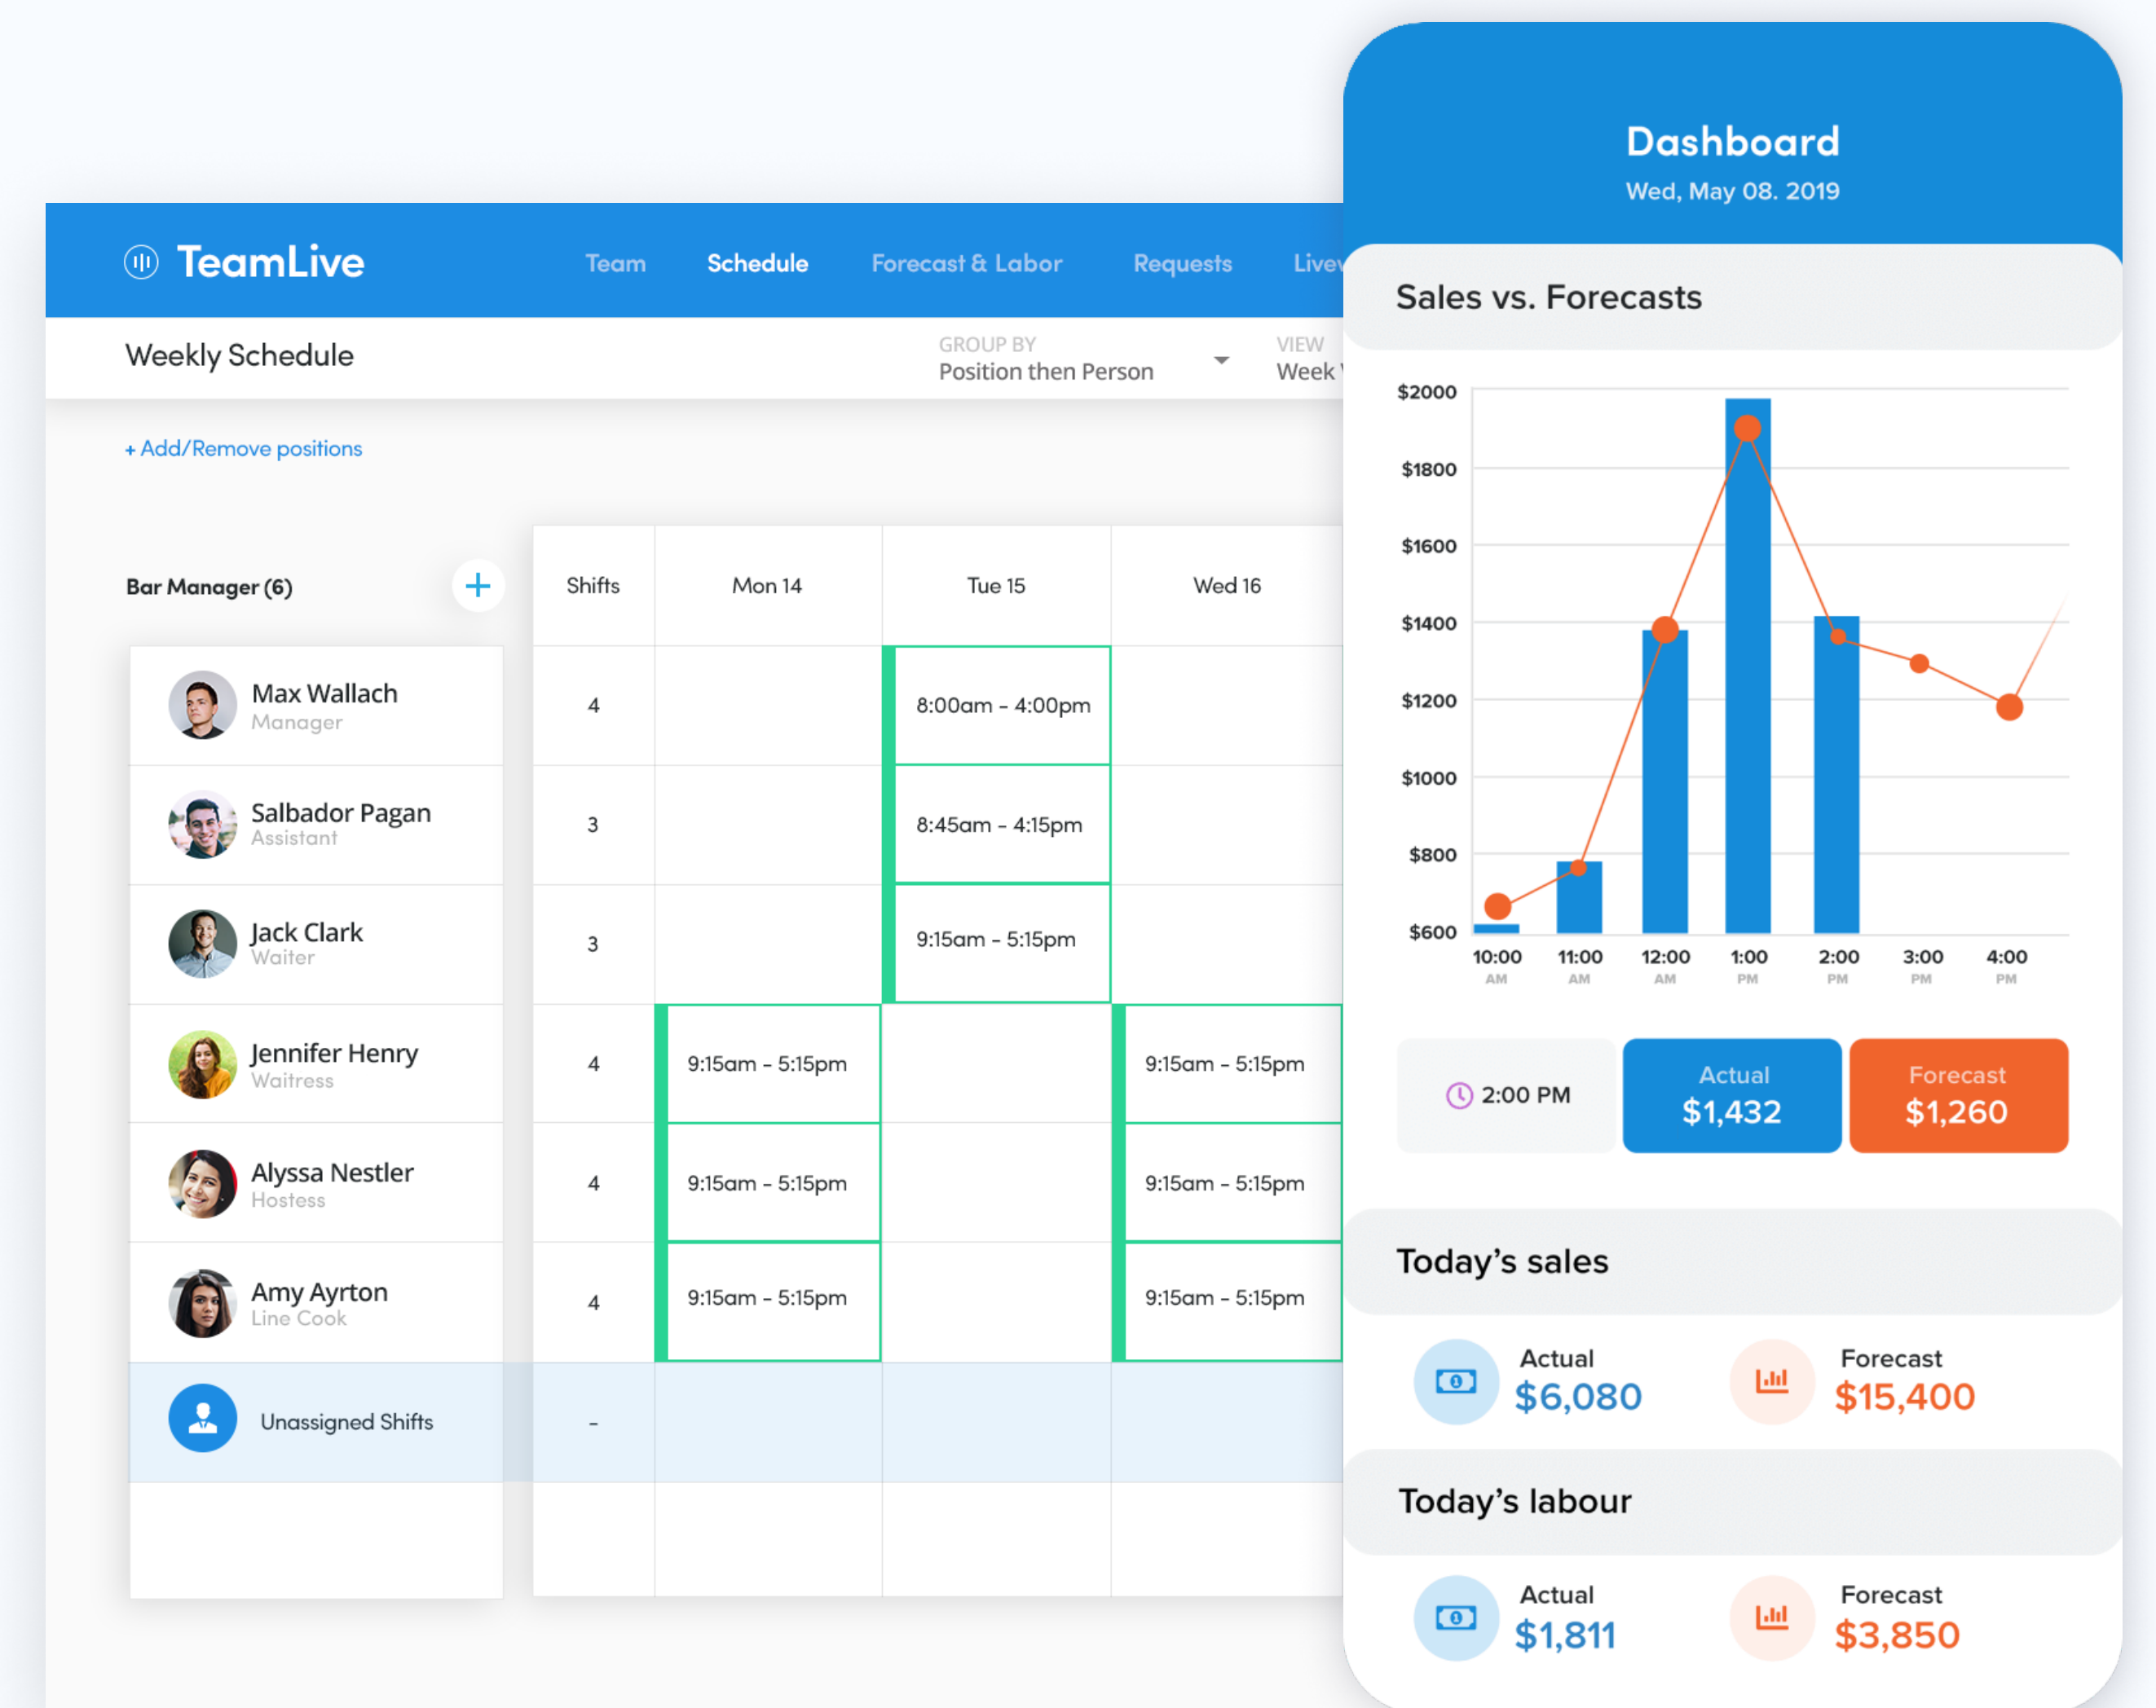 TeamLive
Team Schedule Forecast & Labor Requests
Weekly Schedule
GROUP BY
Position then Person
VIEW
Week
+ Add/Remove positions
Bar Manager (6)
+
Shifts Mon 14 Tue 15 Wed 16
Max Wallach
Manager
4 8:00am - 4:00pm
Salbador Pagan
Assistant
3 8:45am - 4:15pm
Jack Clark
Waiter
3 9:15am - 5:15pm
Jennifer Henry
Waitress
4 9:15am - 5:15pm 9:15am - 5:15pm
Alyssa Nestler
Hostess
4 9:15am - 5:15pm 9:15am - 5:15pm
Amy Ayrton
Line Cook
4 9:15am - 5:15pm 9:15am - 5:15pm
Unassigned Shifts -
Dashboard
Wed, May 08. 2019
Sales vs. Forecasts
$2000
$1800
$1600
$1400
$1200
$1000
$800
$600
10:00 11:00 12:00 1:00 2:00 3:00 4:00
AM AM AM PM PM PM PM
2:00 PM
Actual
$1,432
Forecast
$1,260
Today's sales
Actual
$6,080
Forecast
$15,400
Today's labour
Actual
$1,811
Forecast
$3,850